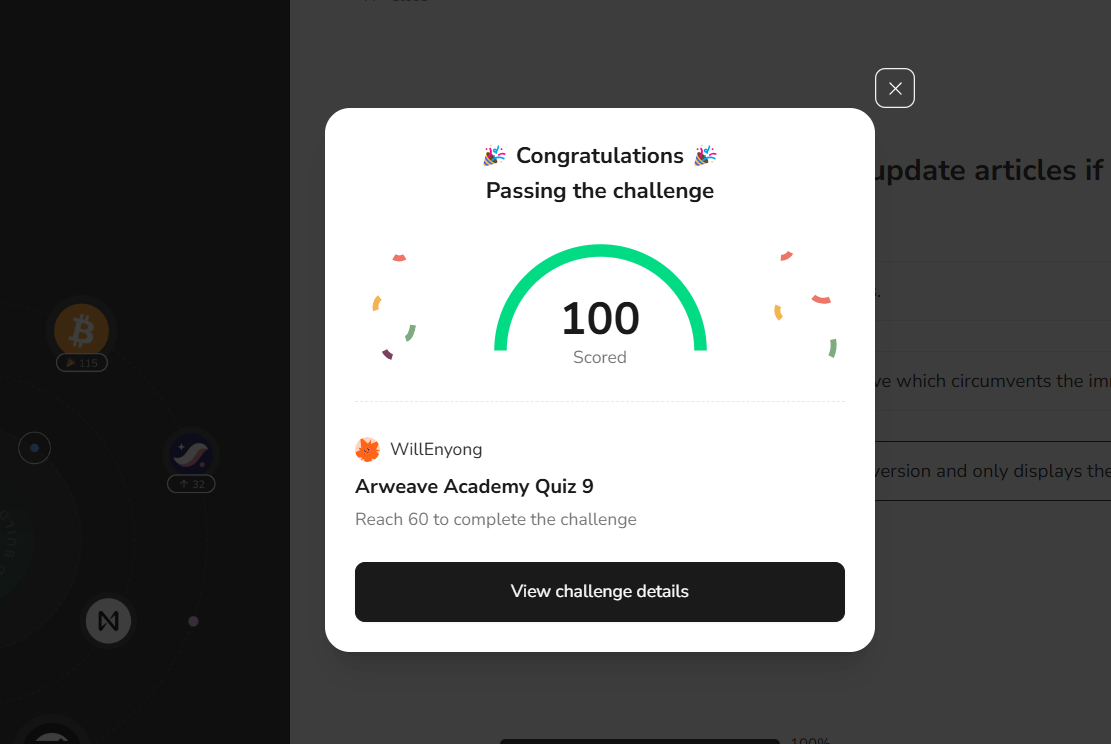 update articles if
🎉 Congratulations 🎉
Passing the challenge
100
Scored
115
ve which circumvents the im
32
version and only displays the
WillEnyong
Arweave Academy Quiz 9
Reach 60 to complete the challenge
View challenge details
100%